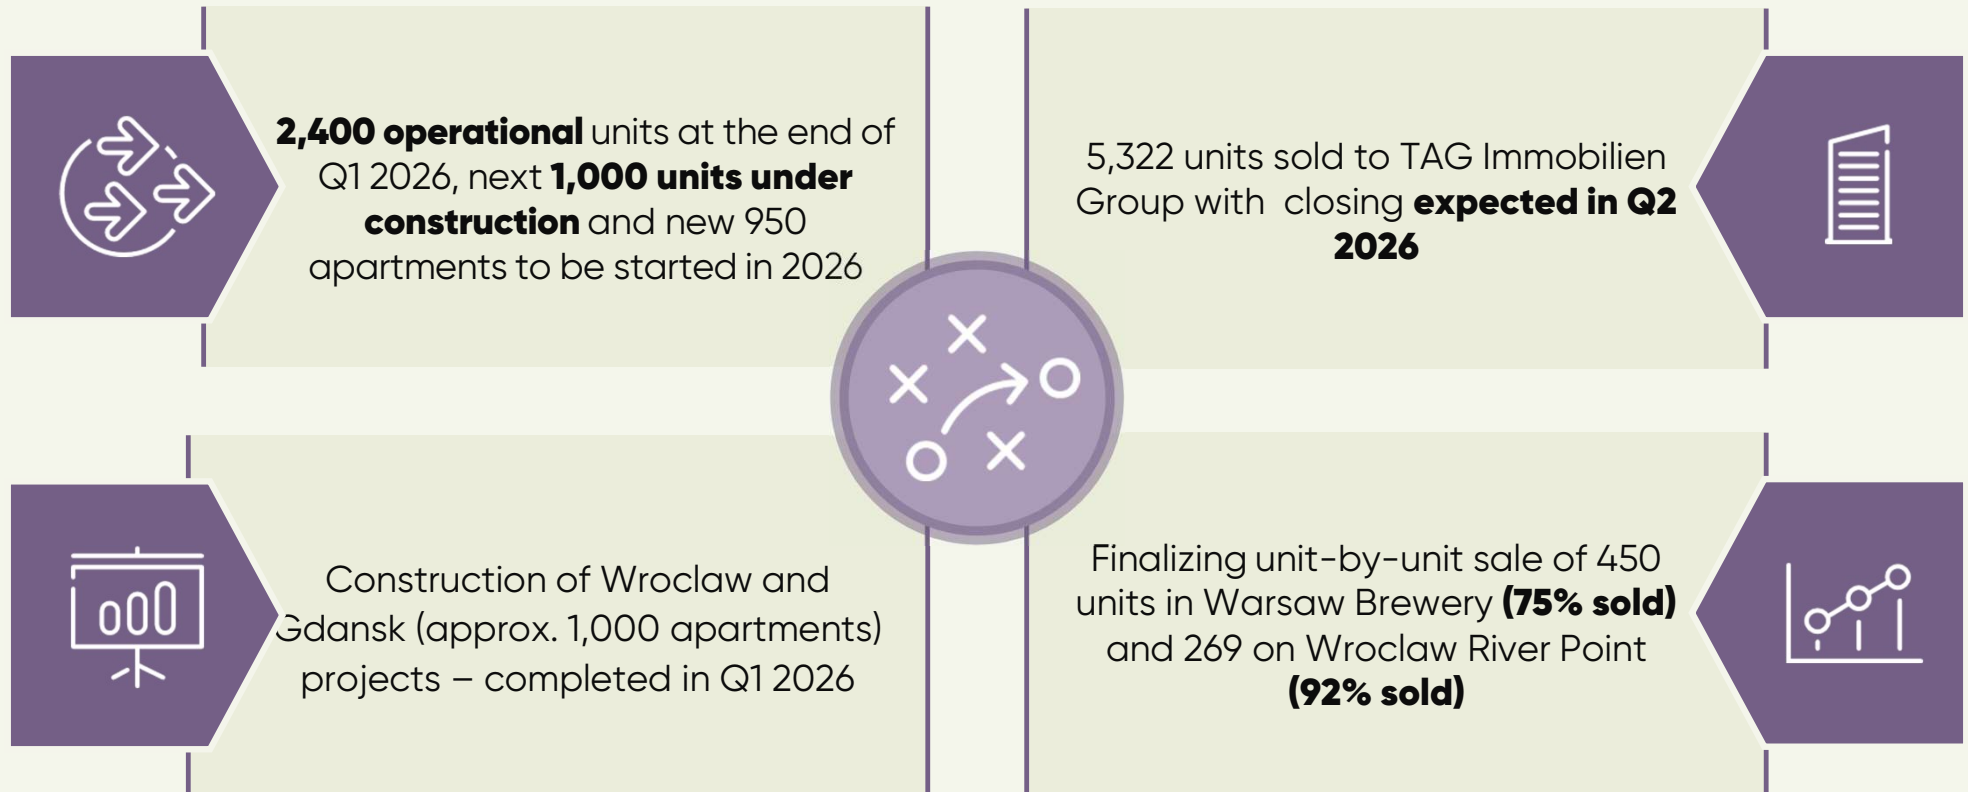 2,400 operational units at the end of
Q1 2026, next 1,000 units under
construction and new 950
apartments to be started in 2026
5,322 units sold to TAG Immobilien
Group with closing expected in Q2
2026
Construction of Wroclaw and
Gdansk (approx. 1,000 apartments)
projects – completed in Q1 2026
Finalizing unit-by-unit sale of 450
units in Warsaw Brewery (75% sold)
and 269 on Wroclaw River Point
(92% sold)